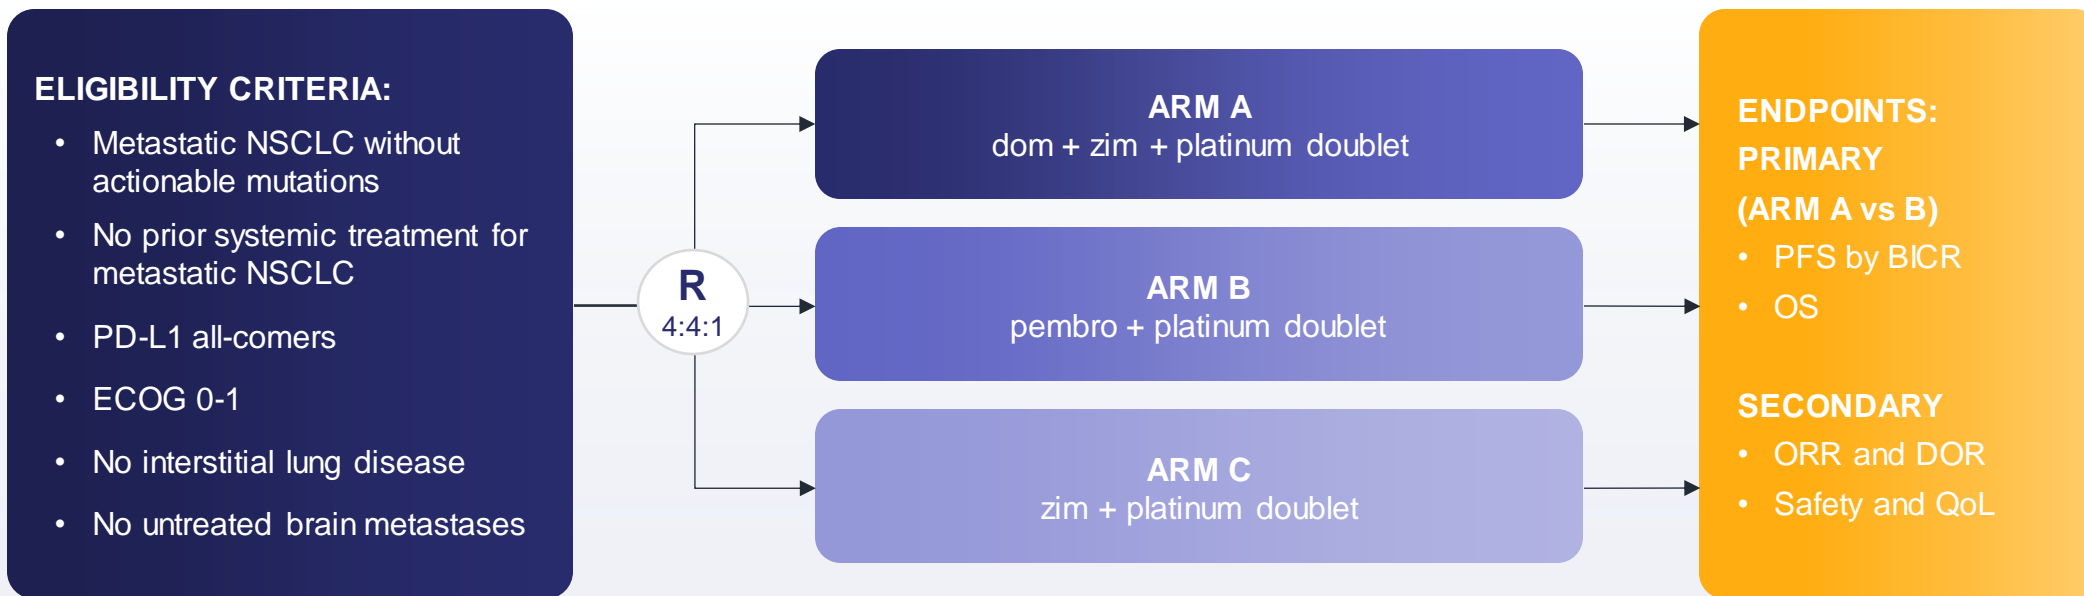 ELIGIBILITY CRITERIA:
• Metastatic NSCLC without
actionable mutations
• No prior systemic treatment for
metastatic NSCLC
• PD-L1 all-comers
• ECOG 0-1
• No interstitial lung disease
• No untreated brain metastases
R
4:4:1
ARM A
dom + zim + platinum doublet
ARM B
pembro + platinum doublet
ARM C
zim + platinum doublet
ENDPOINTS:
PRIMARY
(ARM A vs B)
• PFS by BICR
• OS
SECONDARY
• ORR and DOR
• Safety and QoL